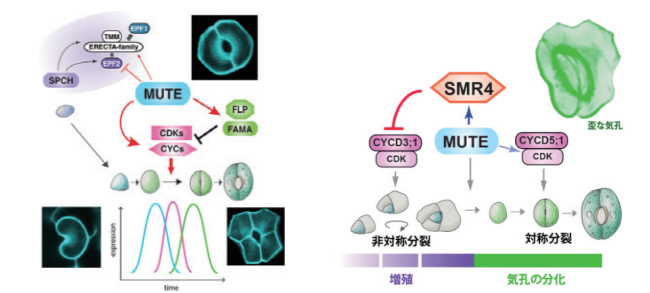 EPF1
TMM
ERECTA-family
EPF2
SPCH
MUTE
FLP
FAMA
CDKs
CYCs
expression
time
SMR4
歪な気孔
CYCD3;1
CDK
MUTE
CYCD5;1
CDK
非対称分裂
対称分裂
増殖
気孔の分化